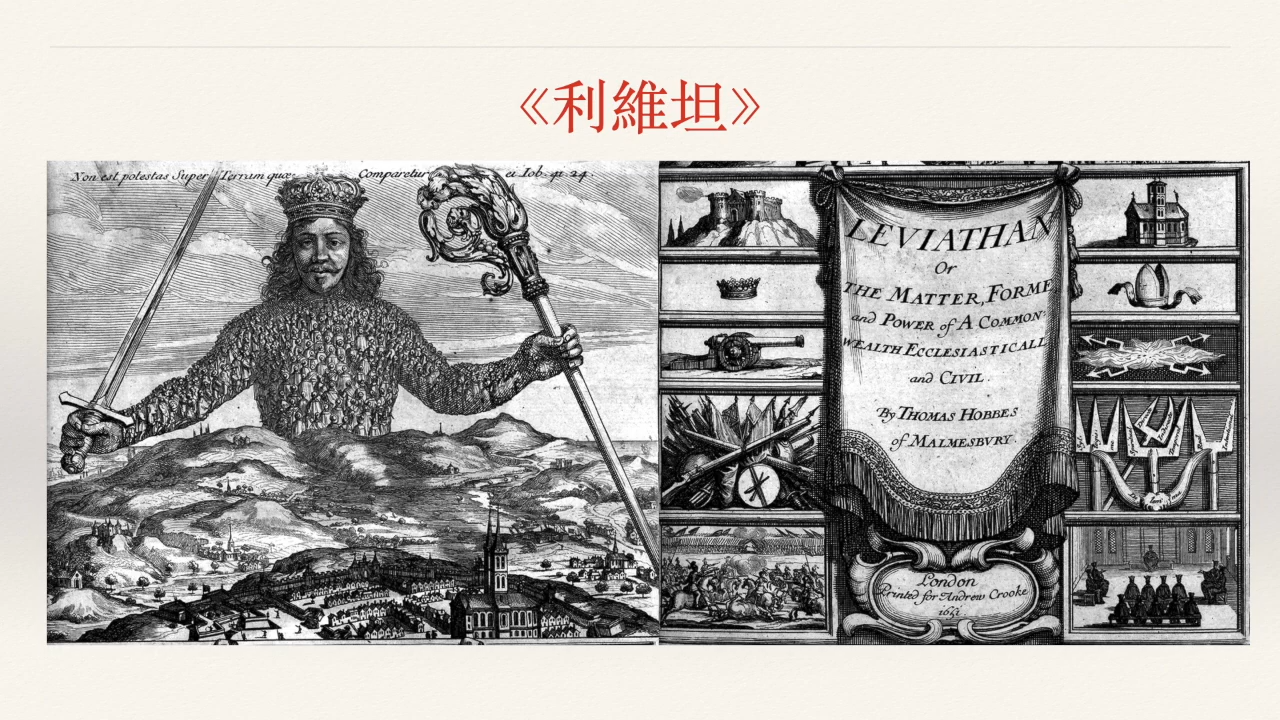 《利維坦》
Non est potestas Super Terram quæ Comparetur ei Iob. 41. 24.
LEVIATHAN
Or
THE MATTER, FORME
and POWER of A COMMON-
WEALTH ECCLESIASTICALL
and CIVIL.
By THOMAS HOBBES
of MALMESBVRY.
London
Printed for Andrew Crooke